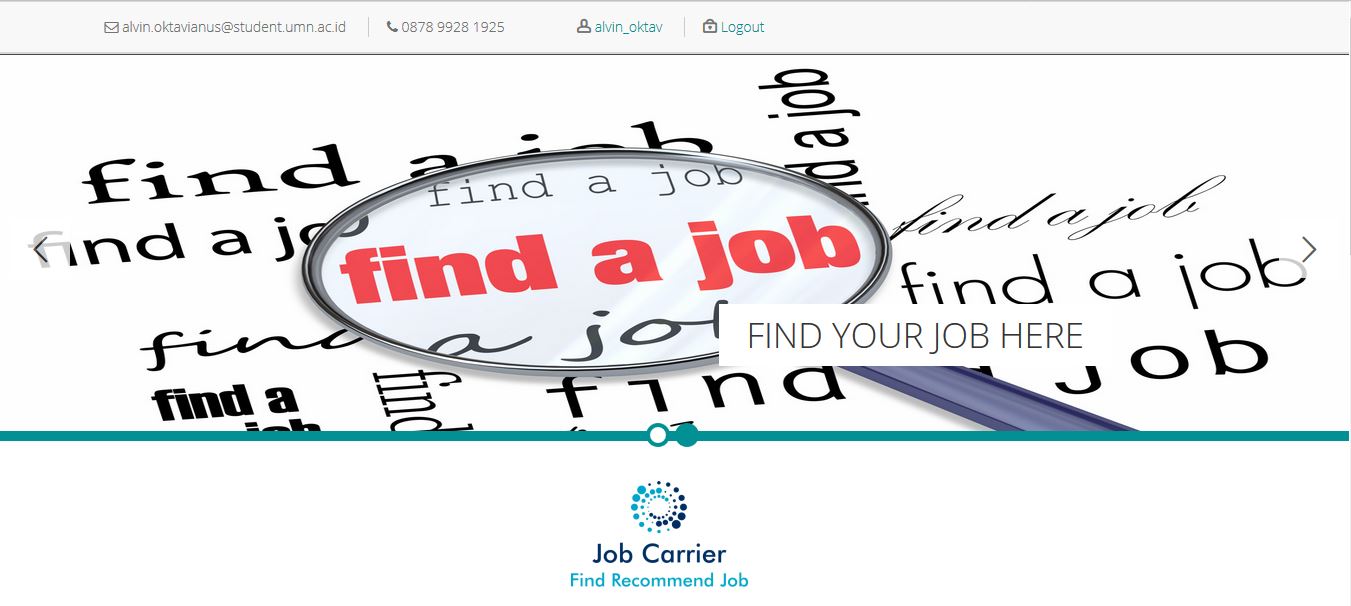 alvin.oktavianus@student.umn.ac.id 0878 9928 1925 alvin_oktav Logout
find a job
find a job
find a job
find a job
find a job
find a job
find a job
FIND YOUR JOB HERE
find
a job
find a
job
find
find a job
Job Carrier
Find Recommend Job